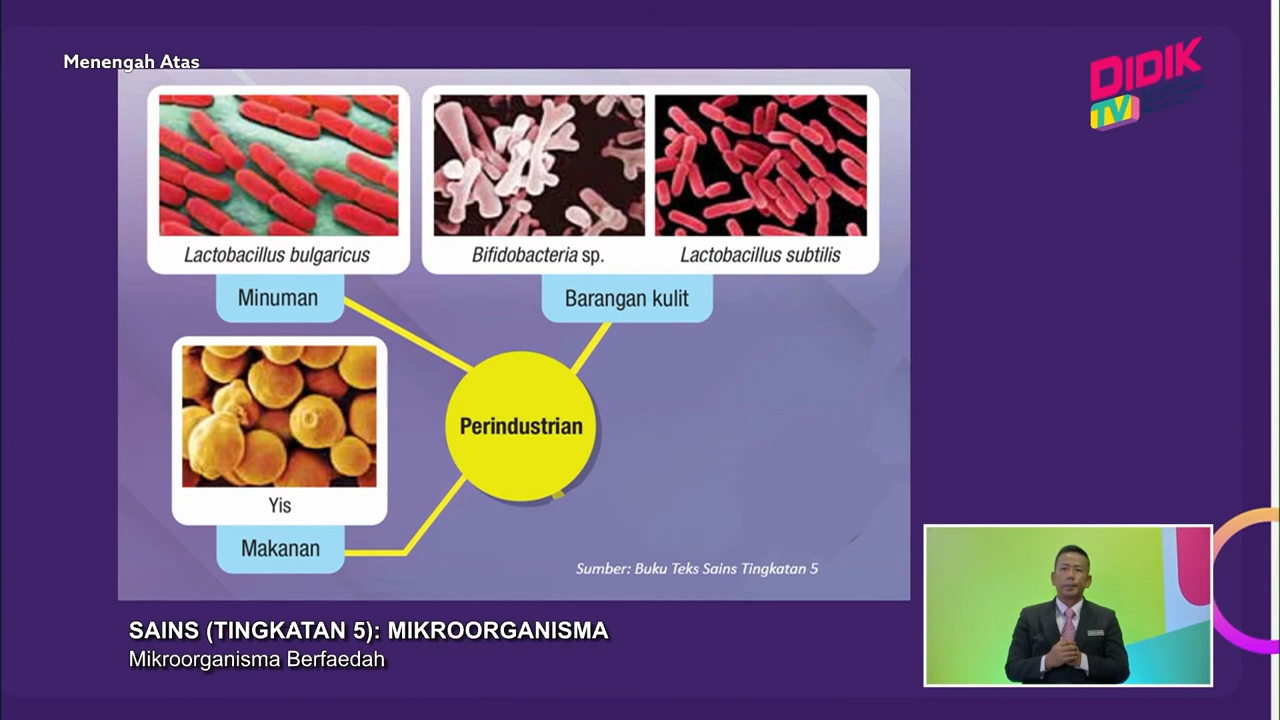 Menengah Atas
DIDIK
TV
Lactobacillus bulgaricus
Bifidobacteria sp.
Lactobacillus subtilis
Minuman
Barangan kulit
Perindustrian
Yis
Makanan
Sumber: Buku Teks Sains Tingkatan 5
SAINS (TINGKATAN 5): MIKROORGANISMA
Mikroorganisma Berfaedah